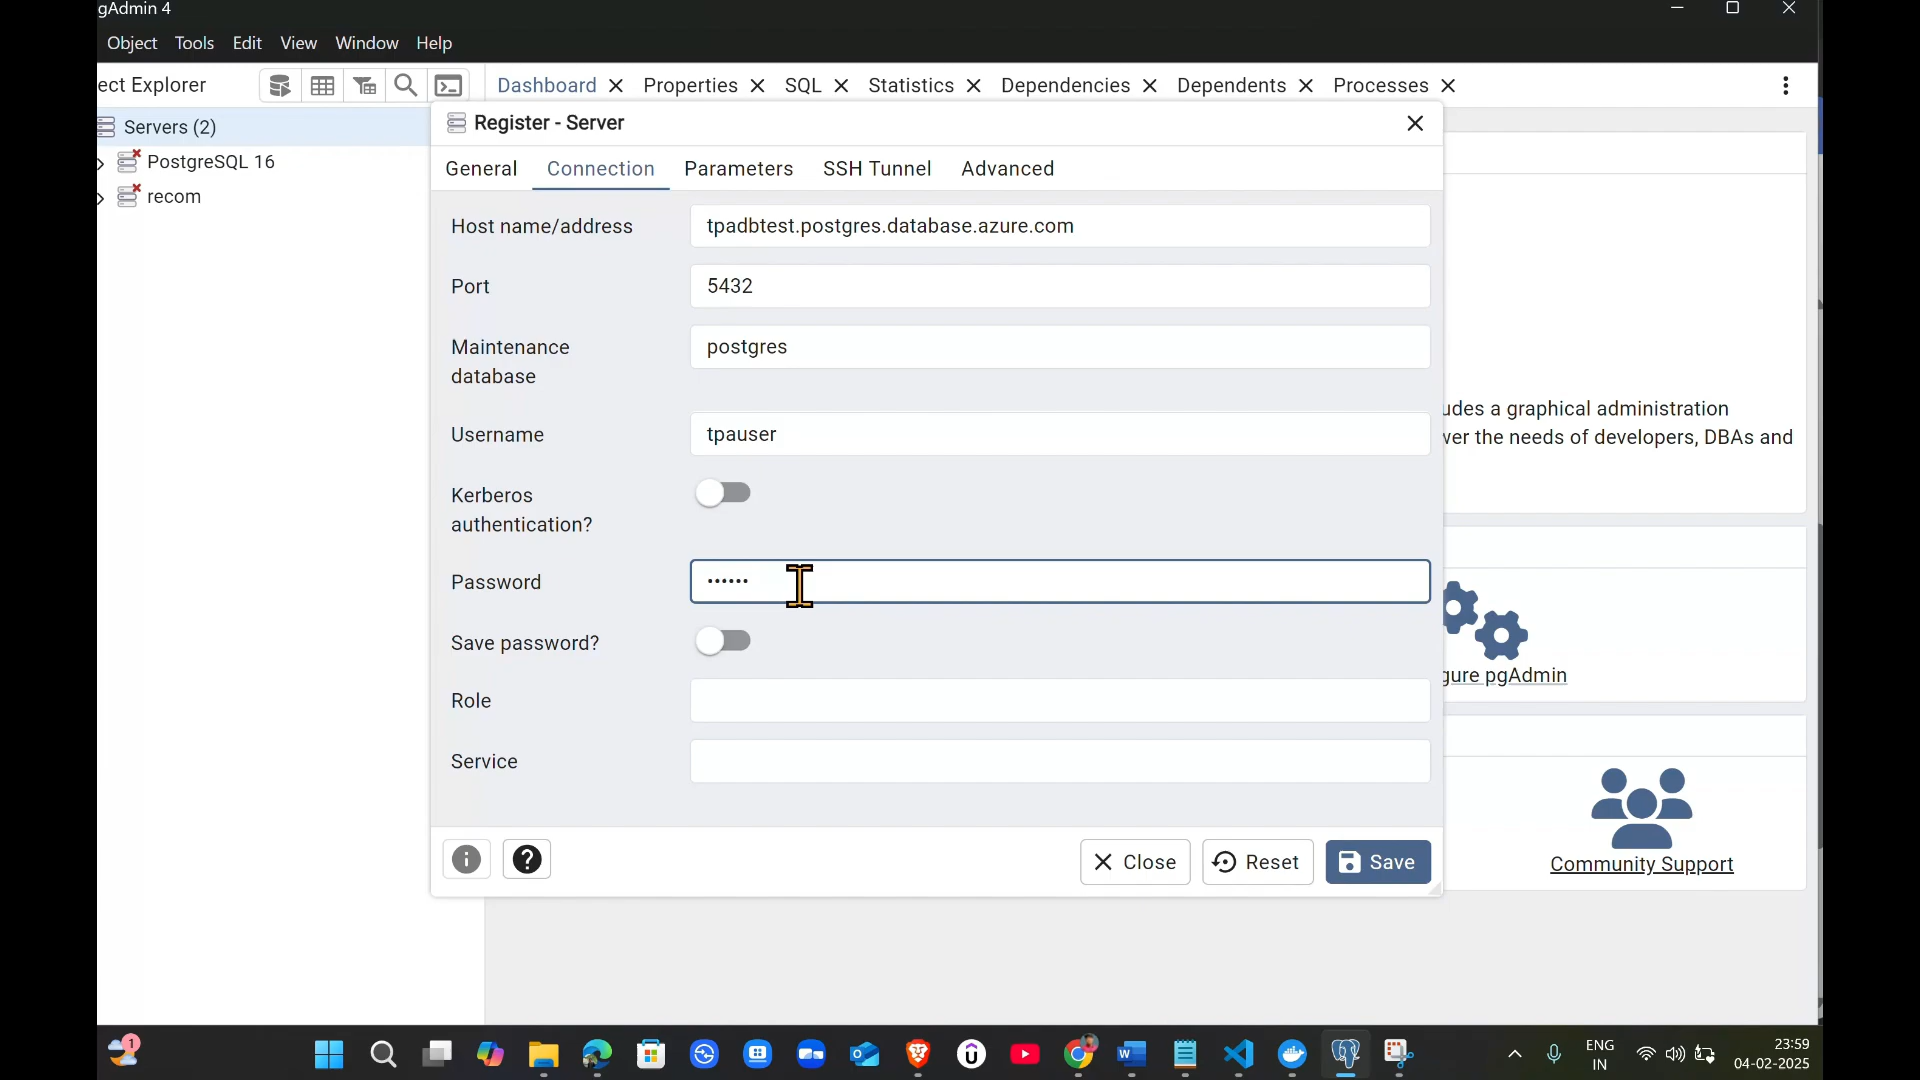 gAdmin 4
Object Tools Edit View Window Help
ect Explorer
Dashboard Properties SQL Statistics Dependencies Dependents Processes
Servers (2)
PostgreSQL 16
recom
Register - Server
General Connection Parameters SSH Tunnel Advanced
Host name/address tpadbtest.postgres.database.azure.com
Port 5432
Maintenance
database
postgres
Username tpauser
Kerberos
authentication?
Password ••••••
Save password?
Role
Service
Close Reset Save
udes a graphical administration
ver the needs of developers, DBAs and
gure pgAdmin
Community Support
1
ENG
IN
23:59
04-02-2025